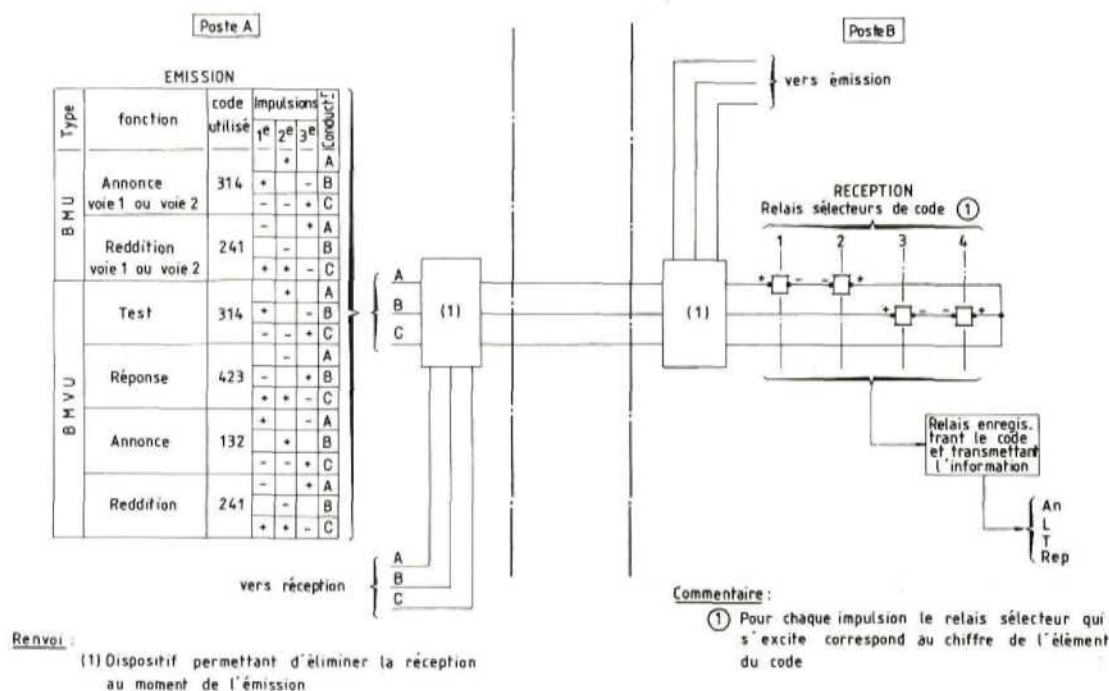 Poste A
Poste B
EMISSION
Type
fonction
code utilisé
Impulsions
Conduct.r
1e 2e 3e
BMU
Annonce
voie 1 ou voie 2
314
+ A
+ - B
- - + C
Reddition
voie 1 ou voie 2
241
- + A
- B
+ + - C
BMVU
Test
314
+ A
+ - B
- - + C
Réponse
423
- A
- + B
+ + - C
Annonce
132
+ - A
+ B
- - + C
Reddition
241
- + A
- B
+ + - C
A
B
C
(1)
vers réception
A
B
C
vers émission
(1)
RECEPTION
Relais sélecteurs de code (1)
1 2 3 4
+ - - +
+ - - +
Relais enregis.
trant le code
et transmettant
l'information
An
L
T
Rep
Renvoi :
(1) Dispositif permettant d'éliminer la réception
au moment de l'émission
Commentaire :
(1) Pour chaque impulsion le relais sélecteur qui
s'excite correspond au chiffre de l'élément
du code